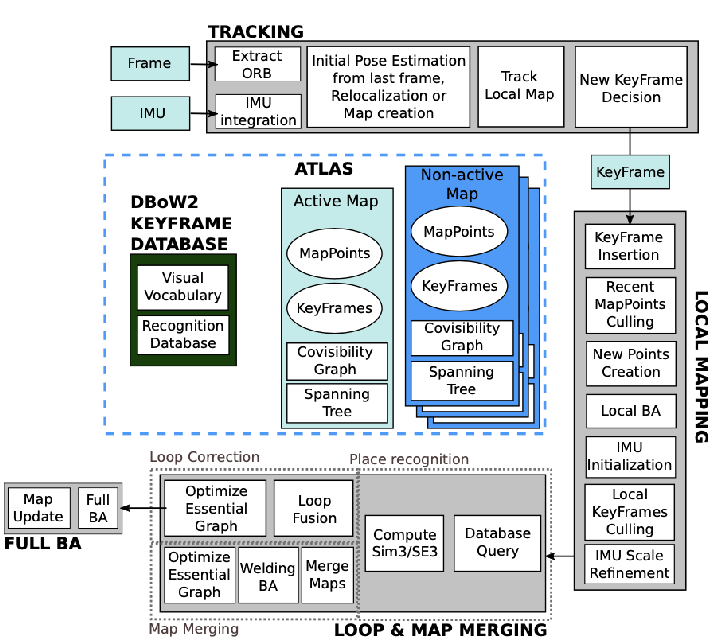 TRACKING
Frame
IMU
Extract
ORB
IMU
integration
Initial Pose Estimation
from last frame,
Relocalization or
Map creation
Track
Local Map
New KeyFrame
Decision
KeyFrame
ATLAS
DBoW2
KEYFRAME
DATABASE
Visual
Vocabulary
Recognition
Database
Active Map
MapPoints
KeyFrames
Covisibility
Graph
Spanning
Tree
Non-active
Map
MapPoints
KeyFrames
Covisibility
Graph
Spanning
Tree
LOCAL MAPPING
KeyFrame
Insertion
Recent
MapPoints
Culling
New Points
Creation
Local BA
IMU
Initialization
Local
KeyFrames
Culling
IMU Scale
Refinement
Loop Correction
Place recognition
Optimize
Essential
Graph
Loop
Fusion
Compute
Sim3/SE3
Database
Query
Optimize
Essential
Graph
Welding
BA
Merge
Maps
Map Merging
LOOP & MAP MERGING
Map
Update
Full
BA
FULL BA